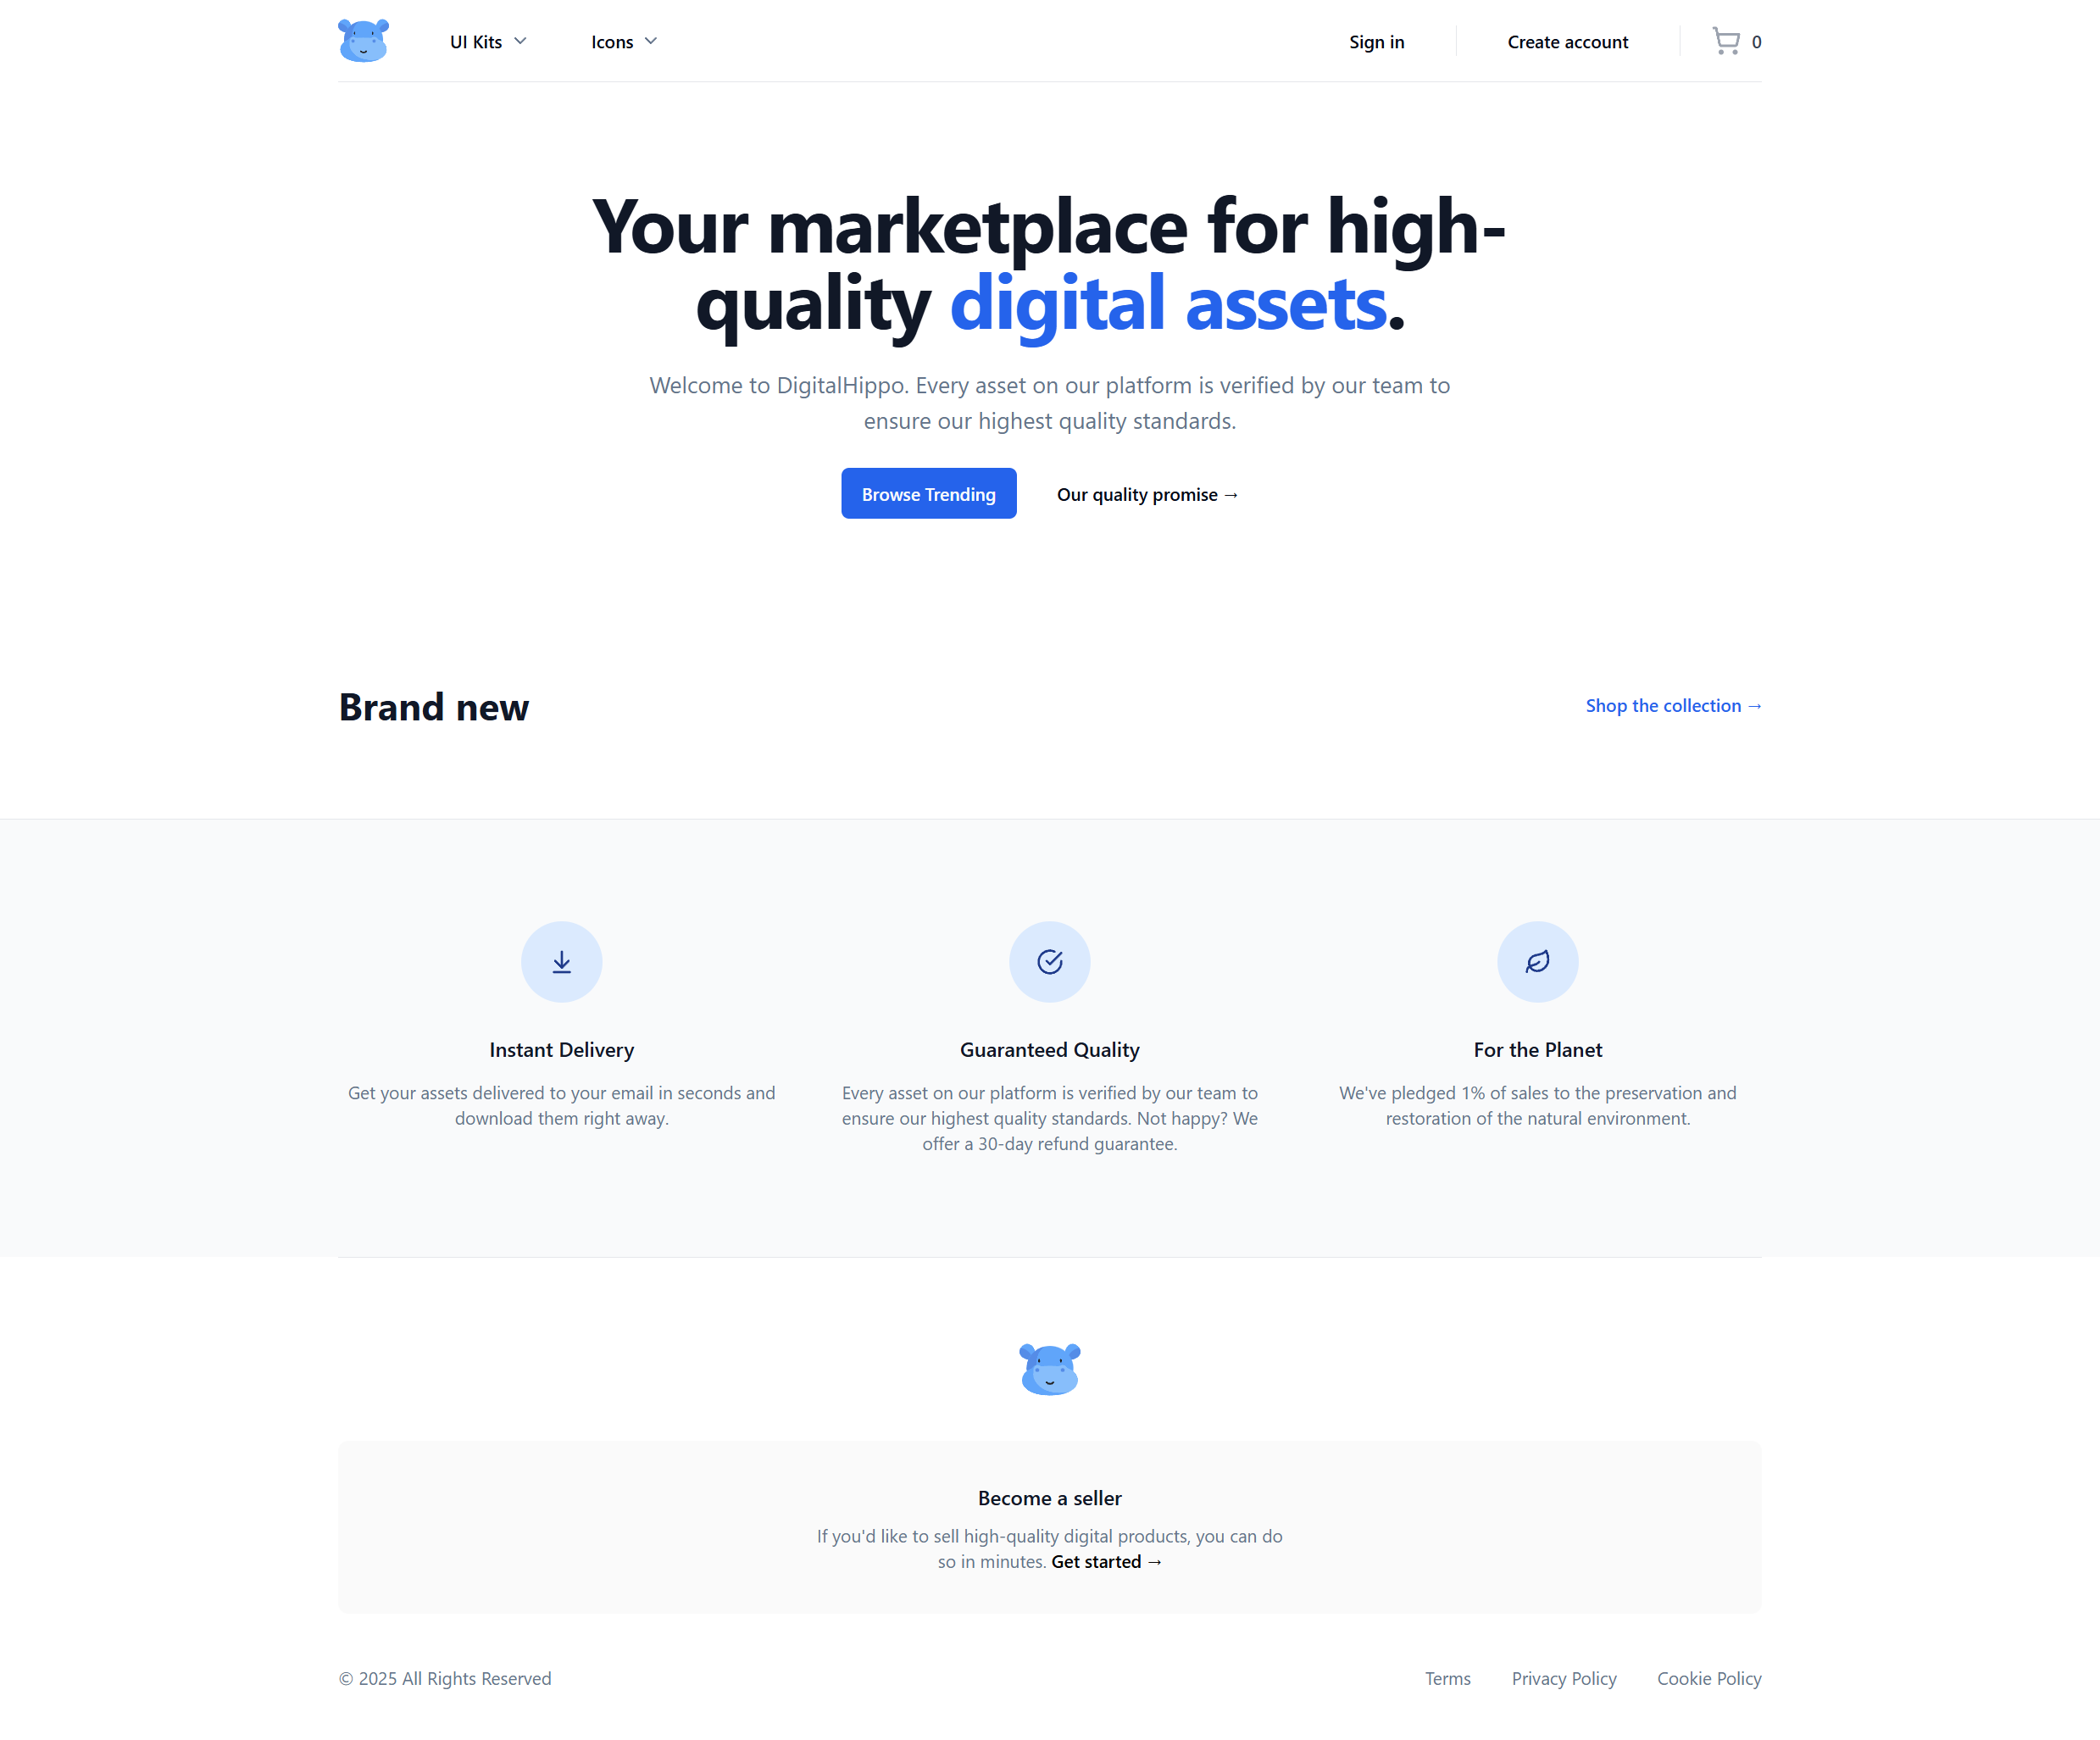 UI Kits
Icons
Sign in
Create account
0
Your marketplace for high-
quality digital assets.
Welcome to DigitalHippo. Every asset on our platform is verified by our team to
ensure our highest quality standards.
Browse Trending
Our quality promise →
Brand new
Shop the collection →
Instant Delivery
Get your assets delivered to your email in seconds and
download them right away.
Guaranteed Quality
Every asset on our platform is verified by our team to
ensure our highest quality standards. Not happy? We
offer a 30-day refund guarantee.
For the Planet
We've pledged 1% of sales to the preservation and
restoration of the natural environment.
Become a seller
If you'd like to sell high-quality digital products, you can do
so in minutes. Get started →
© 2025 All Rights Reserved
Terms
Privacy Policy
Cookie Policy